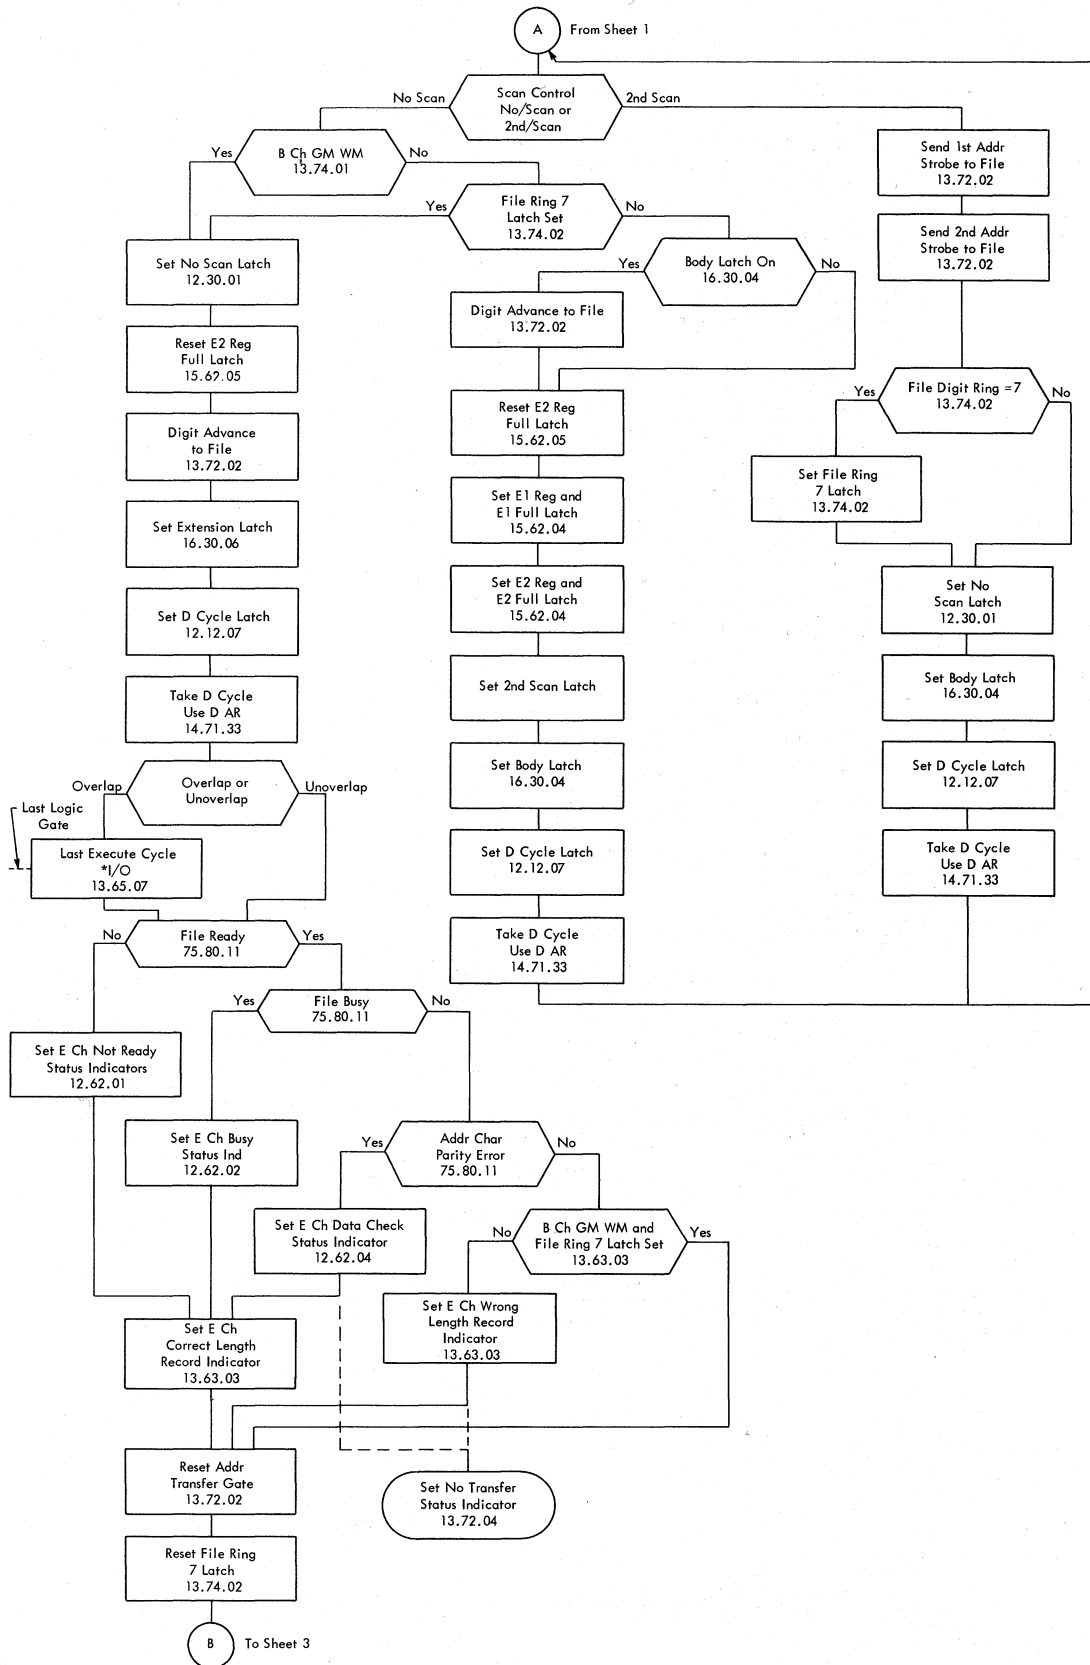 A
From Sheet 1
Scan Control
No/Scan or
2nd/Scan
No Scan
2nd Scan
B Ch GM WM
13.74.01
Yes
No
Send 1st Addr
Strobe to File
13.72.02
File Ring 7
Latch Set
13.74.02
Yes
No
Send 2nd Addr
Strobe to File
13.72.02
Set No Scan Latch
12.30.01
Body Latch On
16.30.04
Yes
No
Digit Advance to File
13.72.02
Reset E2 Reg
Full Latch
15.62.05
File Digit Ring =7
13.74.02
Yes
No
Reset E2 Reg
Full Latch
15.62.05
Digit Advance
to File
13.72.02
Set File Ring
7 Latch
13.74.02
Set E1 Reg and
E1 Full Latch
15.62.04
Set Extension Latch
16.30.06
Set E2 Reg and
E2 Full Latch
15.62.04
Set No
Scan Latch
12.30.01
Set D Cycle Latch
12.12.07
Set 2nd Scan Latch
Set Body Latch
16.30.04
Take D Cycle
Use D AR
14.71.33
Set Body Latch
16.30.04
Set D Cycle Latch
12.12.07
Overlap
Overlap or
Unoverlap
Unoverlap
Last Logic
Gate
Last Execute Cycle
*I/O
13.65.07
Set D Cycle Latch
12.12.07
Take D Cycle
Use D AR
14.71.33
File Ready
75.80.11
No
Yes
Take D Cycle
Use D AR
14.71.33
File Busy
75.80.11
Yes
No
Set E Ch Not Ready
Status Indicators
12.62.01
Set E Ch Busy
Status Ind
12.62.02
Addr Char
Parity Error
75.80.11
Yes
No
Set E Ch Data Check
Status Indicator
12.62.04
B Ch GM WM and
File Ring 7 Latch Set
13.63.03
No
Yes
Set E Ch Wrong
Length Record
Indicator
13.63.03
Set E Ch
Correct Length
Record Indicator
13.63.03
Reset Addr
Transfer Gate
13.72.02
Set No Transfer
Status Indicator
13.72.04
Reset File Ring
7 Latch
13.74.02
B
To Sheet 3